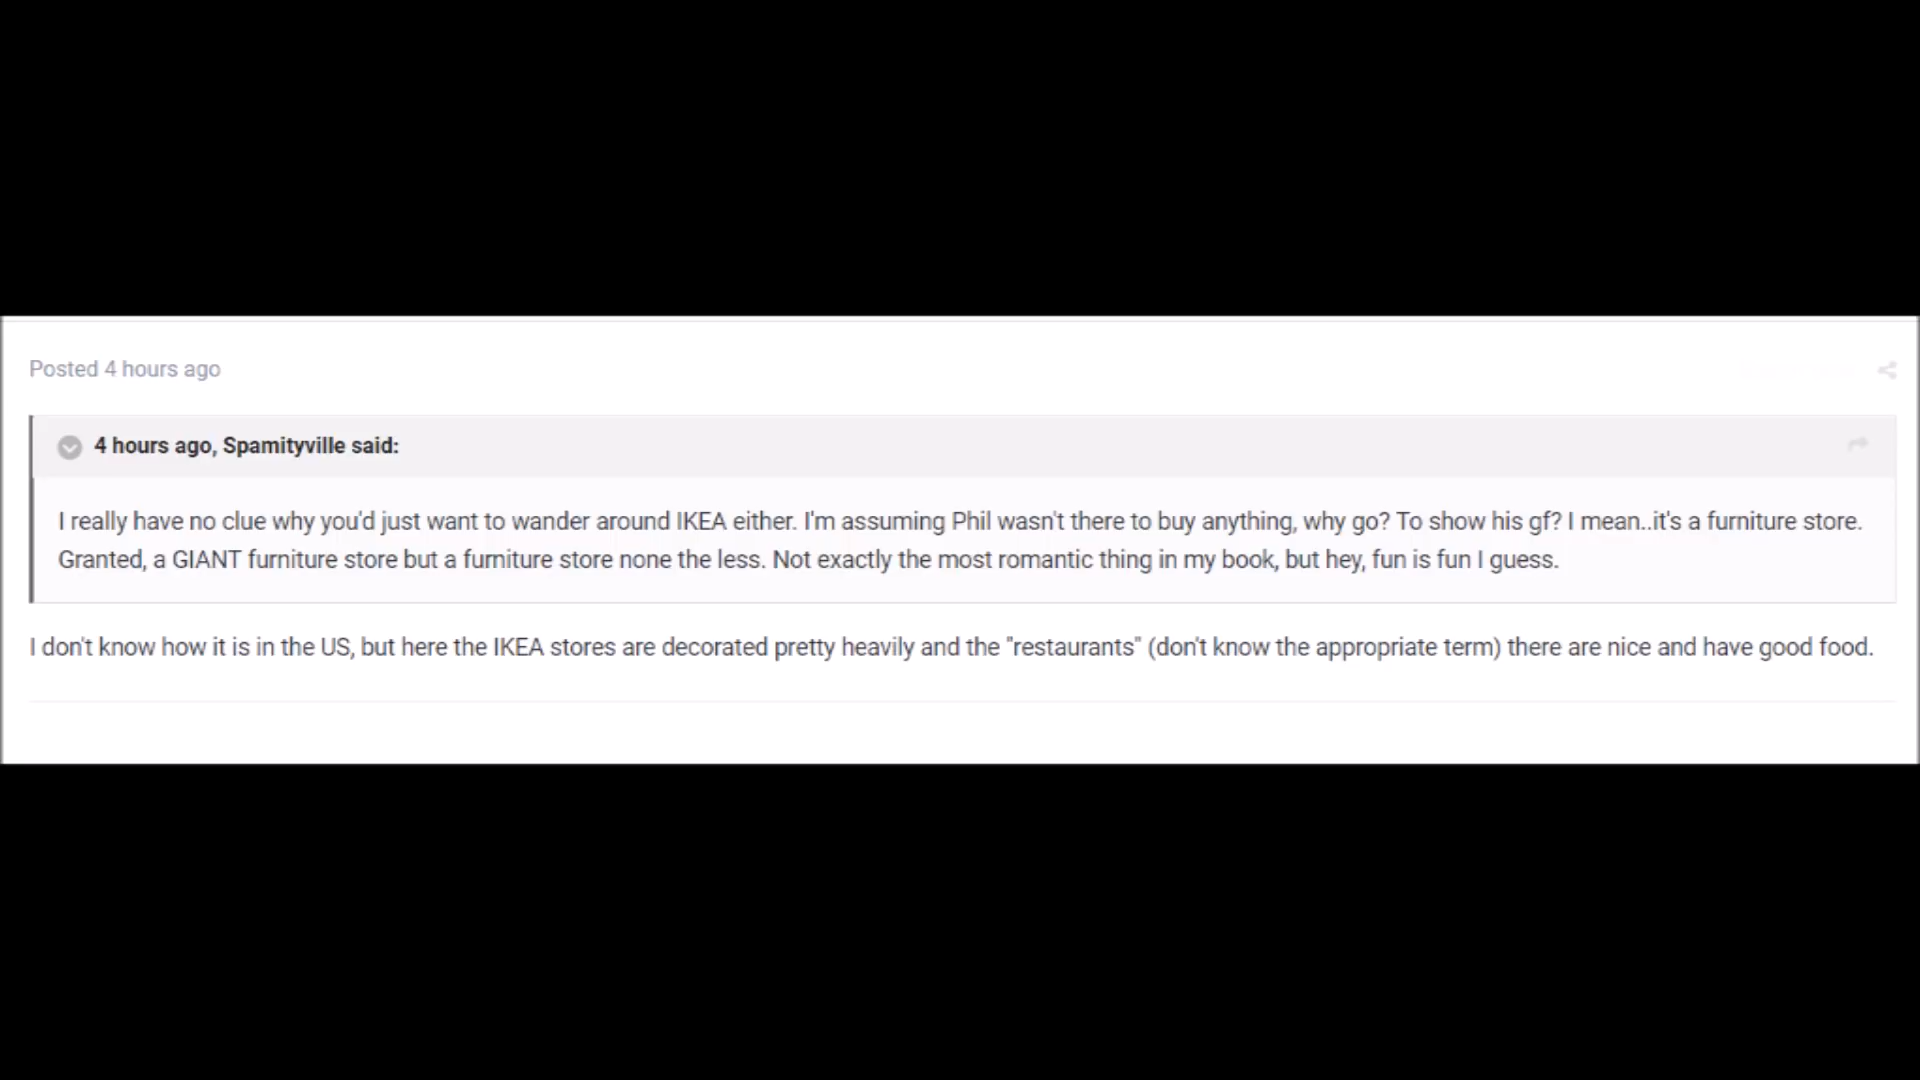 Posted 4 hours ago
4 hours ago, Spamityville said:
I really have no clue why you'd just want to wander around IKEA either. I'm assuming Phil wasn't there to buy anything, why go? To show his gf? I mean..it's a furniture store.
Granted, a GIANT furniture store but a furniture store none the less. Not exactly the most romantic thing in my book, but hey, fun is fun I guess.
I don't know how it is in the US, but here the IKEA stores are decorated pretty heavily and the "restaurants" (don't know the appropriate term) there are nice and have good food.